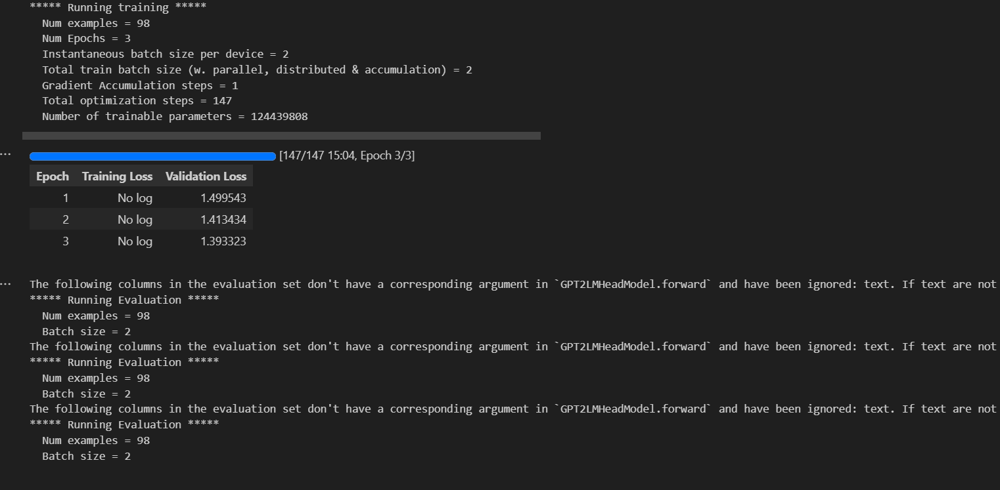 ***** Running training *****
  Num examples = 98
  Num Epochs = 3
  Instantaneous batch size per device = 2
  Total train batch size (w. parallel, distributed & accumulation) = 2
  Gradient Accumulation steps = 1
  Total optimization steps = 147
  Number of trainable parameters = 124439808
... [147/147 15:04, Epoch 3/3]
Epoch Training Loss Validation Loss
1 No log 1.499543
2 No log 1.413434
3 No log 1.393323
... The following columns in the evaluation set don't have a corresponding argument in `GPT2LMHeadModel.forward` and have been ignored: text. If text are not
***** Running Evaluation *****
  Num examples = 98
  Batch size = 2
The following columns in the evaluation set don't have a corresponding argument in `GPT2LMHeadModel.forward` and have been ignored: text. If text are not
***** Running Evaluation *****
  Num examples = 98
  Batch size = 2
The following columns in the evaluation set don't have a corresponding argument in `GPT2LMHeadModel.forward` and have been ignored: text. If text are not
***** Running Evaluation *****
  Num examples = 98
  Batch size = 2